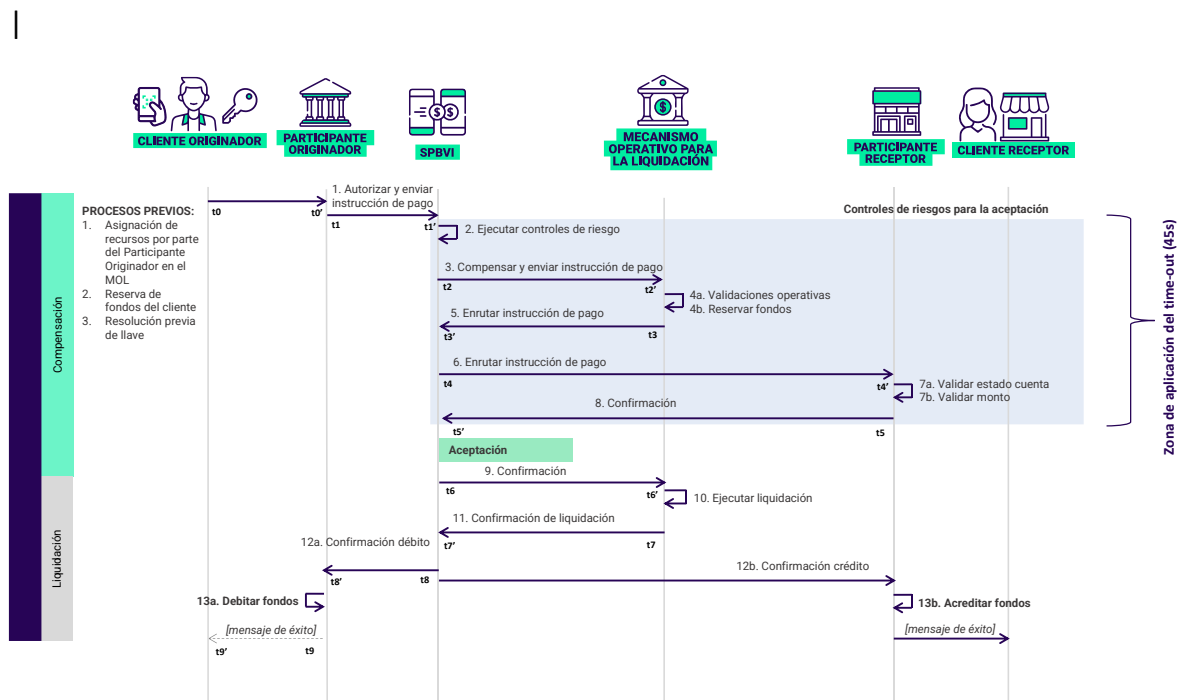 CLIENTE ORIGINADOR
PARTICIPANTE
ORIGINADOR
SPBVI
MECANISMO
OPERATIVO PARA
LA LIQUIDACIÓN
PARTICIPANTE
RECEPTOR
CLIENTE RECEPTOR
Compensación
Liquidación
PROCESOS PREVIOS:
1. Asignación de
recursos por parte
del Participante
Originador en el
MOL
2. Reserva de
fondos del cliente
3. Resolución previa
de llave
t0
t0’
1. Autorizar y enviar
instrucción de pago
t1
t1’
Controles de riesgos para la aceptación
2. Ejecutar controles de riesgo
3. Compensar y enviar instrucción de pago
t2
t2’
4a. Validaciones operativas
4b. Reservar fondos
5. Enrutar instrucción de pago
t3’
t3
6. Enrutar instrucción de pago
t4
t4’
7a. Validar estado cuenta
7b. Validar monto
8. Confirmación
t5’
t5
Zona de aplicación del time-out (45s)
Aceptación
9. Confirmación
t6
t6’
10. Ejecutar liquidación
11. Confirmación de liquidación
t7’
t7
12a. Confirmación débito
t8’
t8
12b. Confirmación crédito
13a. Debitar fondos
13b. Acreditar fondos
[mensaje de éxito]
t9’
t9
[mensaje de éxito]